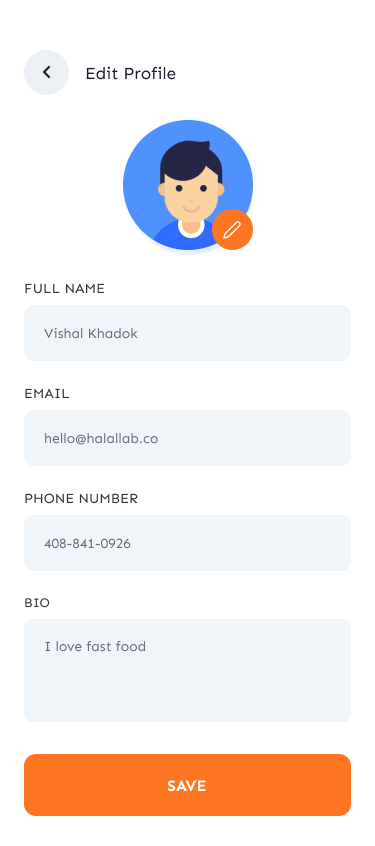 Edit Profile
FULL NAME
Vishal Khadok
EMAIL
hello@halallab.co
PHONE NUMBER
408-841-0926
BIO
I love fast food
SAVE